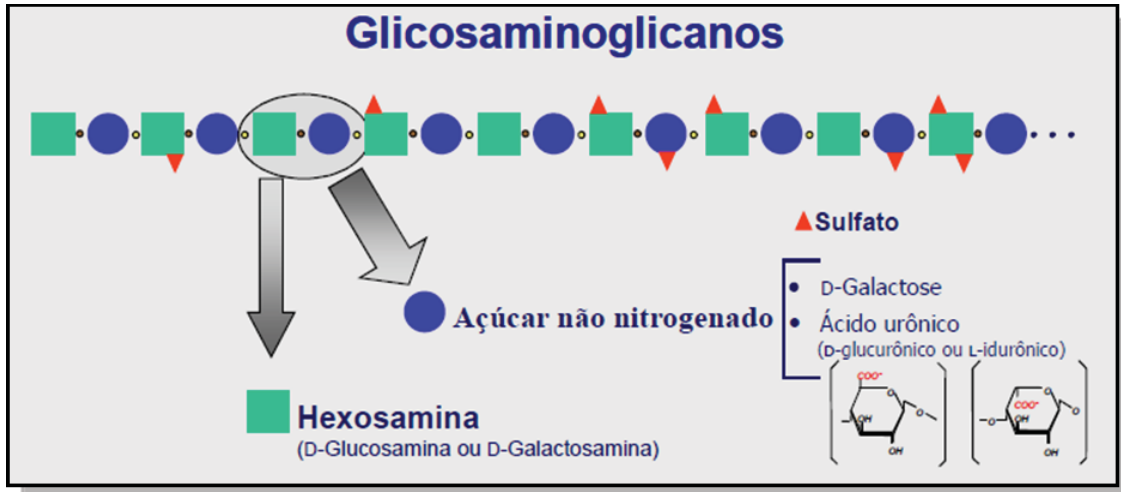 Glicosaminoglicanos
Sulfato
Açúcar não nitrogenado
• D-Galactose
• Ácido urônico
(D-glucurônico ou L-idurônico)
Hexosamina
(D-Glucosamina ou D-Galactosamina)
COO⁻
O
OH
O
OH
O
COO⁻
OH
O
O
OH